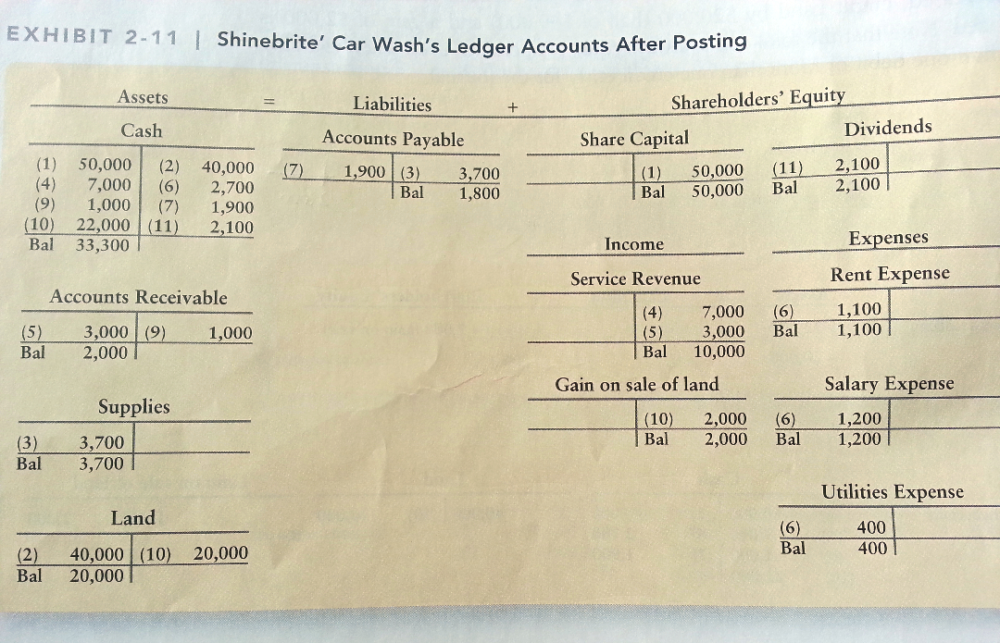 EXHIBIT 2-11 | Shinebrite' Car Wash's Ledger Accounts After Posting
Assets = Liabilities + Shareholders' Equity
Cash
(1) 50,000 (2) 40,000
(4) 7,000 (6) 2,700
(9) 1,000 (7) 1,900
(10) 22,000 (11) 2,100
Bal 33,300
Accounts Receivable
(5) 3,000 (9) 1,000
Bal 2,000
Supplies
(3) 3,700
Bal 3,700
Land
(2) 40,000 (10) 20,000
Bal 20,000
Accounts Payable
(7) 1,900 (3) 3,700
Bal 1,800
Share Capital
(1) 50,000
Bal 50,000
Income
Service Revenue
(4) 7,000
(5) 3,000
Bal 10,000
Gain on sale of land
(10) 2,000
Bal 2,000
Dividends
(11) 2,100
Bal 2,100
Expenses
Rent Expense
(6) 1,100
Bal 1,100
Salary Expense
(6) 1,200
Bal 1,200
Utilities Expense
(6) 400
Bal 400